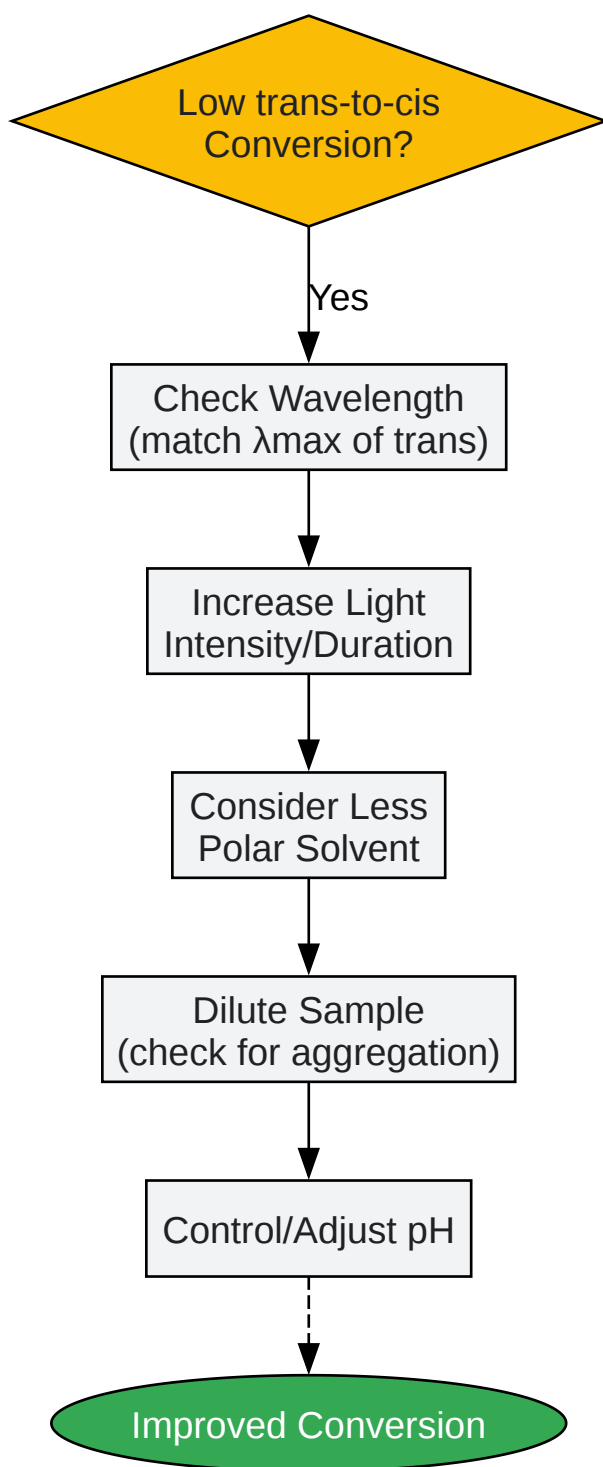 Low trans-to-cis
Conversion?
Yes
Check Wavelength
(match λmax of trans)
Increase Light
Intensity/Duration
Consider Less
Polar Solvent
Dilute Sample
(check for aggregation)
Control/Adjust pH
Improved Conversion